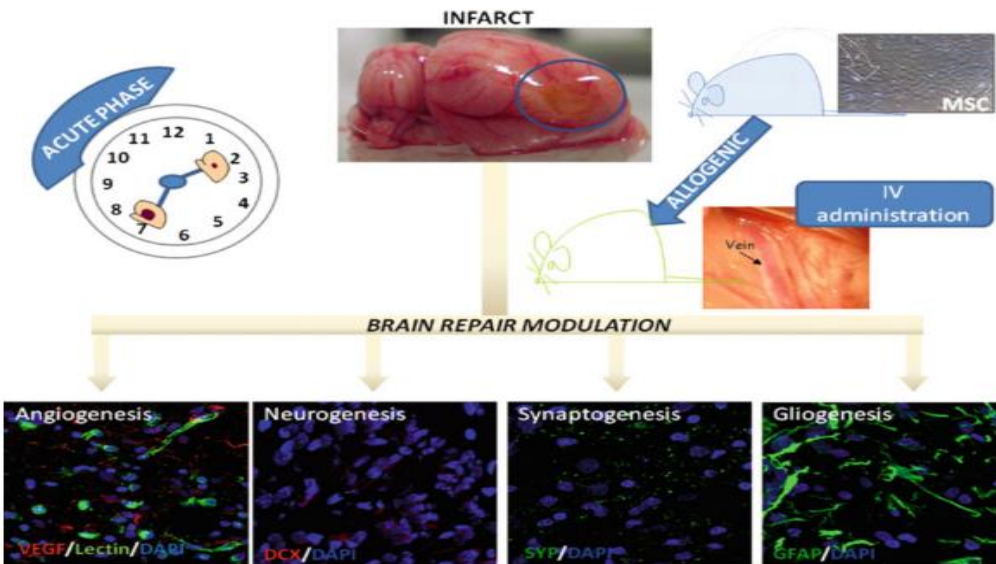 INFARCT
ACUTE PHASE
12
11
1
10
2
9
3
8
4
7
5
6
MSC
ALLOGENIC
IV
administration
Vein
BRAIN REPAIR MODULATION
Angiogenesis
Neurogenesis
Synaptogenesis
Gliogenesis
VEGF/Lectin/DAPI
DCX/DAPI
SYP/DAPI
GFAP/DAPI